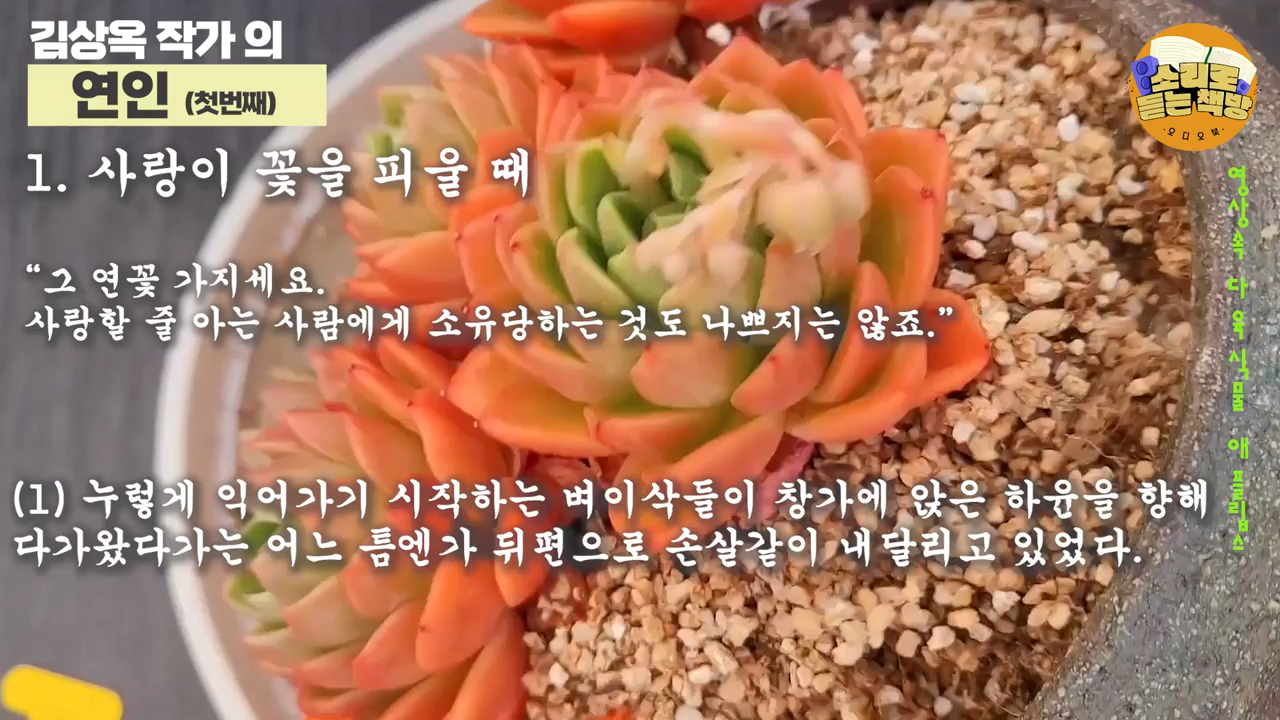 김상옥 작가 의
연인 (첫번째)
소리로
듣는 책방
·오디오북·
1. 사랑이 꽃을 피울 때
“그 연꽃 가지세요.
사랑할 줄 아는 사람에게 소유당하는 것도 나쁘지는 않죠.”
(1) 누렇게 익어가기 시작하는 벼이삭들이 창가에 앉은 하윤을 향해
다가왔다가는 어느 틈엔가 뒤편으로 손살같이 내달리고 있었다.
영상속 다육식물 애프림스